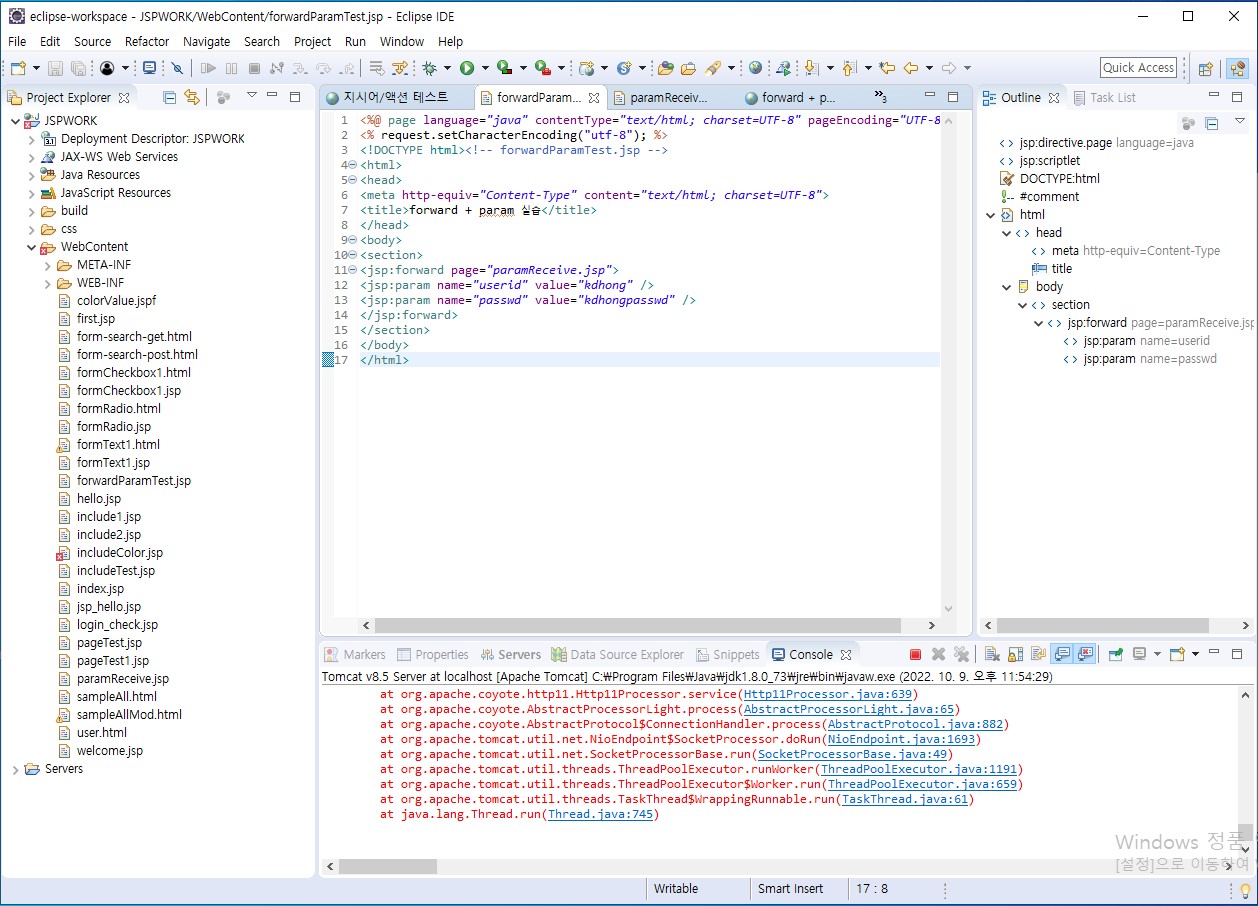 eclipse-workspace - JSPWORK/WebContent/forwardParamTest.jsp - Eclipse IDE
File Edit Source Refactor Navigate Search Project Run Window Help
Quick Access
Project Explorer
JSPWORK
Deployment Descriptor: JSPWORK
JAX-WS Web Services
Java Resources
JavaScript Resources
build
css
WebContent
META-INF
WEB-INF
colorValue.jspf
first.jsp
form-search-get.html
form-search-post.html
formCheckbox1.html
formCheckbox1.jsp
formRadio.html
formRadio.jsp
formText1.html
formText1.jsp
forwardParamTest.jsp
hello.jsp
include1.jsp
include2.jsp
includeColor.jsp
includeTest.jsp
index.jsp
jsp_hello.jsp
login_check.jsp
pageTest.jsp
pageTest1.jsp
paramReceive.jsp
sampleAll.html
sampleAllMod.html
user.html
welcome.jsp
Servers
지시어/액션 테스트 forwardParam... paramReceiv... forward + p... »3
1 <%@ page language="java" contentType="text/html; charset=UTF-8" pageEncoding="UTF-8
2 <% request.setCharacterEncoding("utf-8"); %>
3 <!DOCTYPE html><!-- forwardParamTest.jsp -->
4 <html>
5 <head>
6 <meta http-equiv="Content-Type" content="text/html; charset=UTF-8">
7 <title>forward + param 실습</title>
8 </head>
9 <body>
10 <section>
11 <jsp:forward page="paramReceive.jsp">
12 <jsp:param name="userid" value="kdhong" />
13 <jsp:param name="passwd" value="kdhongpasswd" />
14 </jsp:forward>
15 </section>
16 </body>
17 </html>
Outline Task List
jsp:directive.page language=java
jsp:scriptlet
DOCTYPE:html
#comment
html
head
meta http-equiv=Content-Type
title
body
section
jsp:forward page=paramReceive.jsp
jsp:param name=userid
jsp:param name=passwd
Markers Properties Servers Data Source Explorer Snippets Console
Tomcat v8.5 Server at localhost [Apache Tomcat] C:₩Program Files₩Java₩jdk1.8.0_73₩jre₩bin₩javaw.exe (2022. 10. 9. 오후 11:54:29)
at org.apache.coyote.http11.Http11Processor.service(Http11Processor.java:639)
at org.apache.coyote.AbstractProcessorLight.process(AbstractProcessorLight.java:65)
at org.apache.coyote.AbstractProtocol$ConnectionHandler.process(AbstractProtocol.java:882)
at org.apache.tomcat.util.net.NioEndpoint$SocketProcessor.doRun(NioEndpoint.java:1693)
at org.apache.tomcat.util.net.SocketProcessorBase.run(SocketProcessorBase.java:49)
at org.apache.tomcat.util.threads.ThreadPoolExecutor.runWorker(ThreadPoolExecutor.java:1191)
at org.apache.tomcat.util.threads.ThreadPoolExecutor$Worker.run(ThreadPoolExecutor.java:659)
at org.apache.tomcat.util.threads.TaskThread$WrappingRunnable.run(TaskThread.java:61)
at java.lang.Thread.run(Thread.java:745)
Windows 정품
[설정]으로 이동하여
Writable Smart Insert 17 : 8